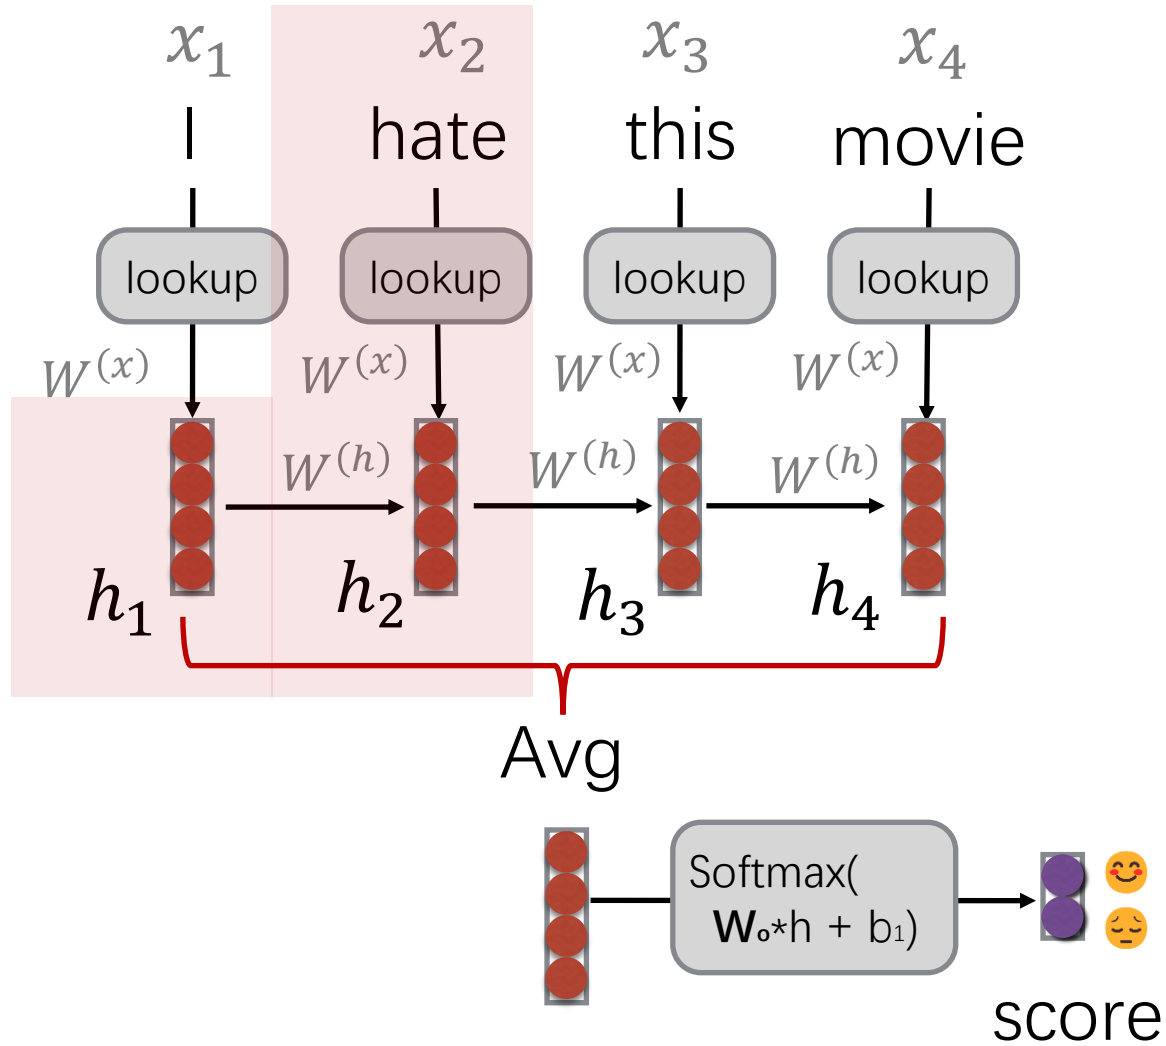 x₁ x₂ x₃ x₄
I hate this movie
lookup lookup lookup lookup
W⁽ˣ⁾ W⁽ˣ⁾ W⁽ˣ⁾ W⁽ˣ⁾
W⁽ʰ⁾ W⁽ʰ⁾ W⁽ʰ⁾
h₁ h₂ h₃ h₄
Avg
Softmax(
Wₒ*h + b₁)
score